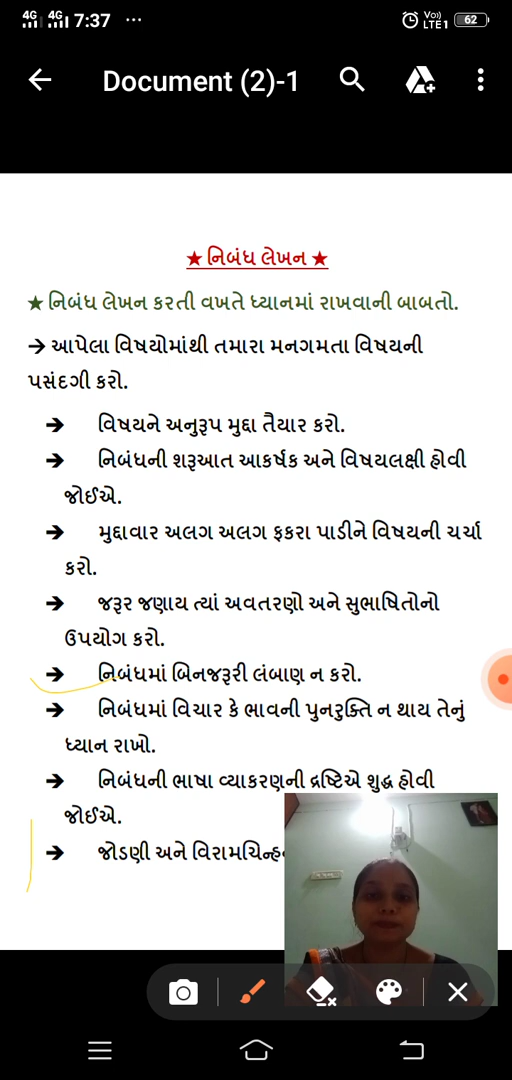 4G 4G 7:37 ...
Vo) LTE1 62
Document (2)-1
★ નિબંધ લેખન ★
★ નિબંધ લેખન કરતી વખતે ધ્યાનમાં રાખવાની બાબતો.
→ આપેલા વિષયોમાંથી તમારા મનગમતા વિષયની
પસંદગી કરો.
→ વિષયને અનુરૂપ મુદ્દા તૈયાર કરો.
→ નિબંધની શરૂઆત આકર્ષક અને વિષયલક્ષી હોવી
જોઈએ.
→ મુદ્દાવાર અલગ અલગ ફકરા પાડીને વિષયની ચર્ચા
કરો.
→ જરૂર જણાય ત્યાં અવતરણો અને સુભાષિતોનો
ઉપયોગ કરો.
→ નિબંધમાં બિનજરૂરી લંબાણ ન કરો.
→ નિબંધમાં વિચાર કે ભાવની પુનરુક્તિ ન થાય તેનું
ધ્યાન રાખો.
→ નિબંધની ભાષા વ્યાકરણની દ્રષ્ટિએ શુદ્ધ હોવી
જોઈએ.
→ જોડણી અને વિરામચિન્હ